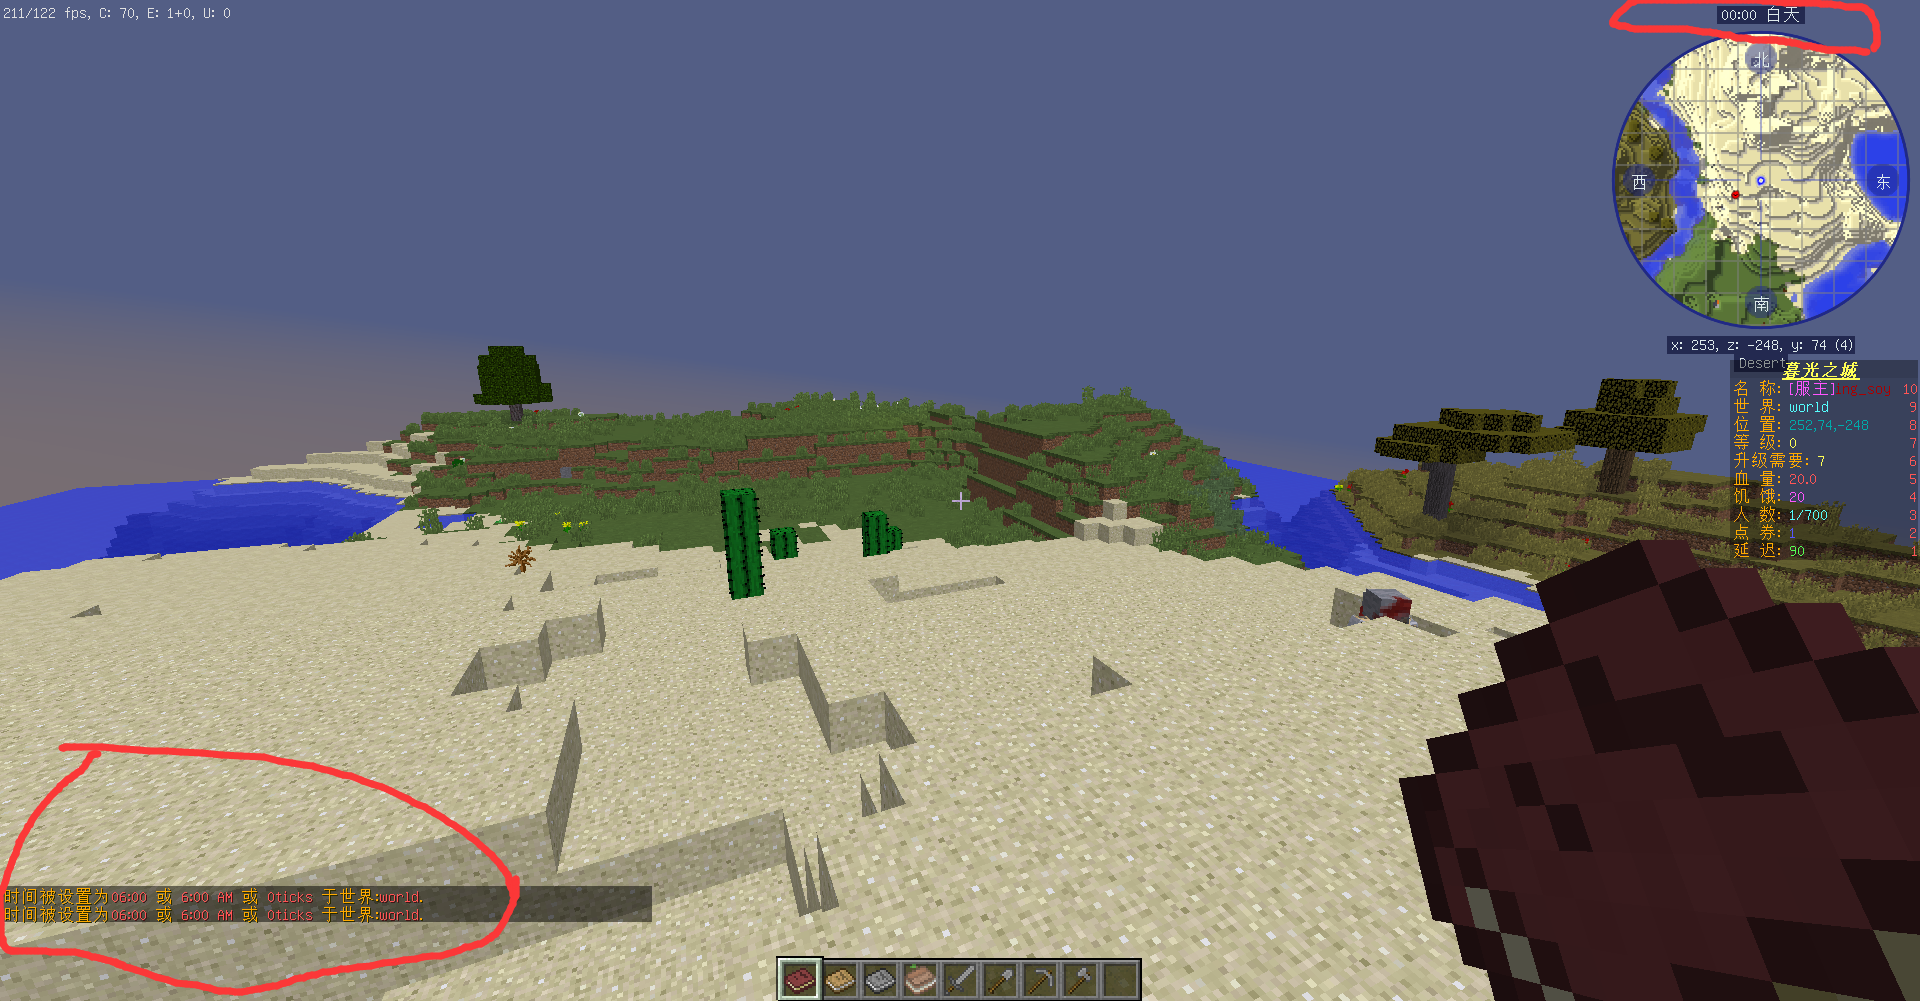 211/122 fps, C: 70, E: 1+0, U: 0
00:00 白天
北
西
东
南
x: 253, z: -248, y: 74 (4)
Desert
暮光之城
名 称: [服主] 10
世 界: world 9
位 置: 252,74,-248 8
等 级: 0 7
升级需要: 7 6
血 量: 20.0 5
饥 饿: 20 4
人 数: 1/700 3
点 券: 1 2
延 迟: 90 1
时间被设置为06:00 或 6:00 AM 或 0ticks 于世界:world.
时间被设置为06:00 或 6:00 AM 或 0ticks 于世界:world.